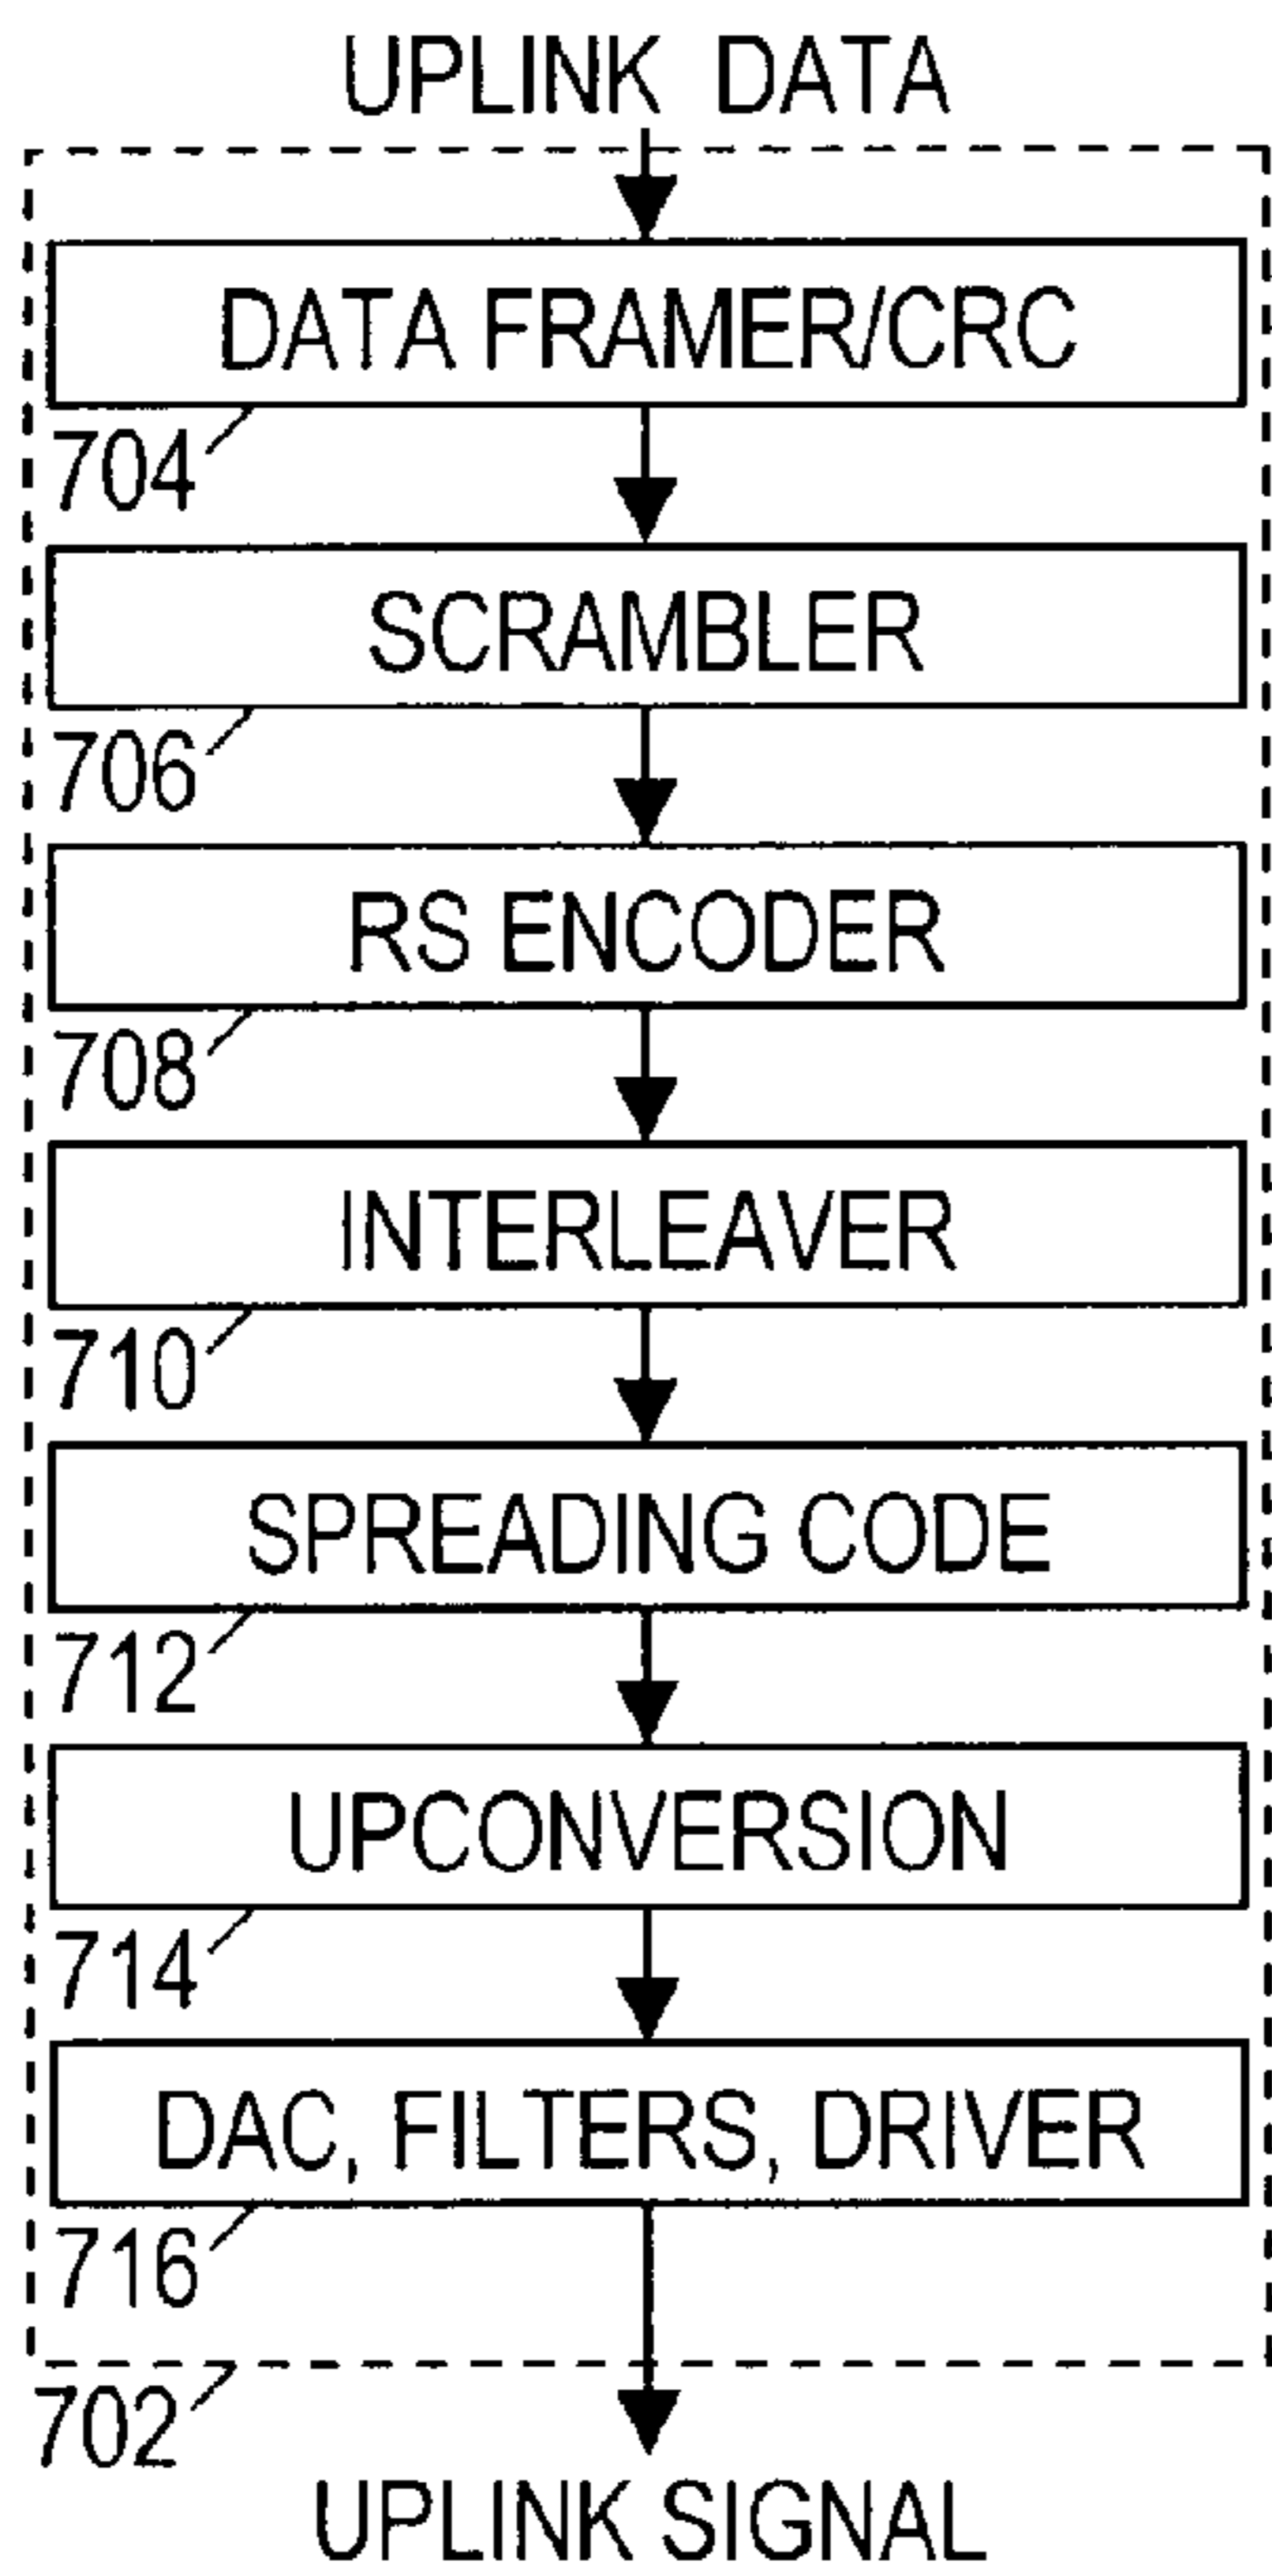 UPLINK DATA
DATA FRAMER/CRC
704
SCRAMBLER
706
RS ENCODER
708
INTERLEAVER
710
SPREADING CODE
712
UPCONVERSION
714
DAC, FILTERS, DRIVER
716
702
UPLINK SIGNAL